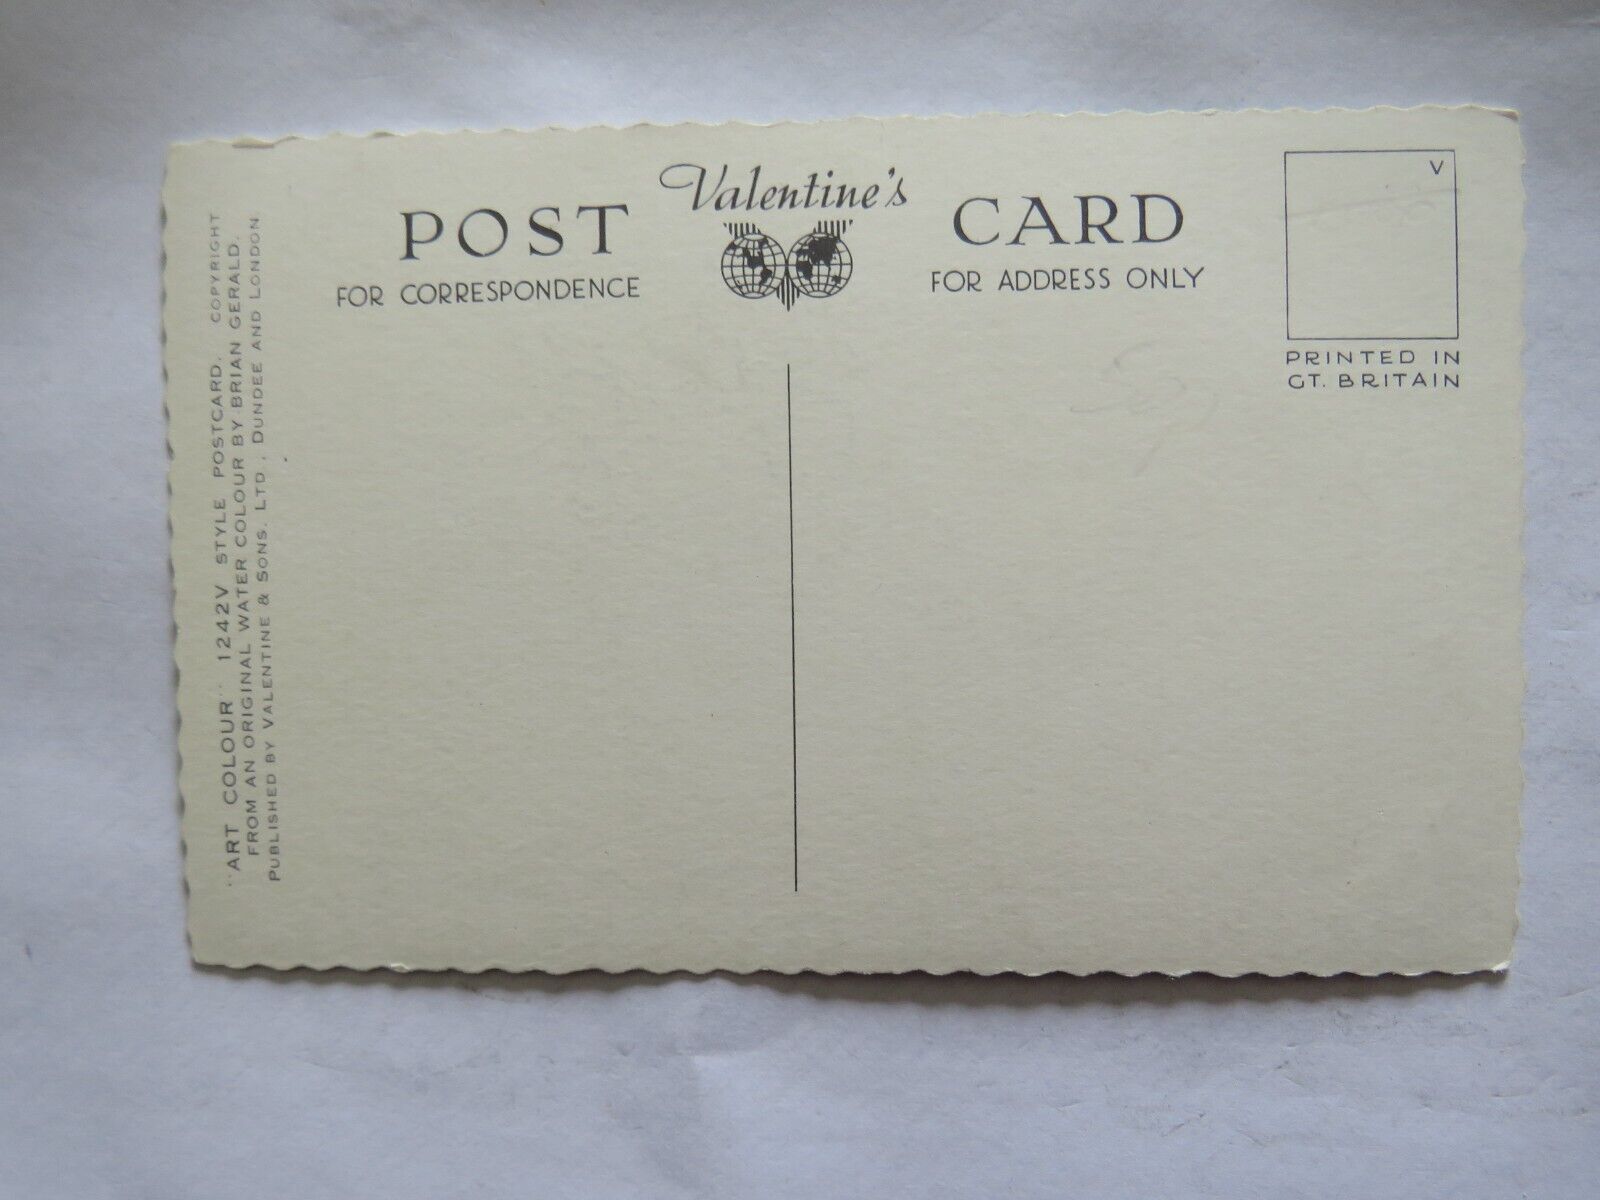 Valentine's
POST CARD
FOR CORRESPONDENCE
FOR ADDRESS ONLY
V
PRINTED IN
GT. BRITAIN
"ART COLOUR" 1242V STYLE POSTCARD. COPYRIGHT
FROM AN ORIGINAL WATER COLOUR BY BRIAN GERALD.
PUBLISHED BY VALENTINE & SONS. LTD, DUNDEE AND LONDON